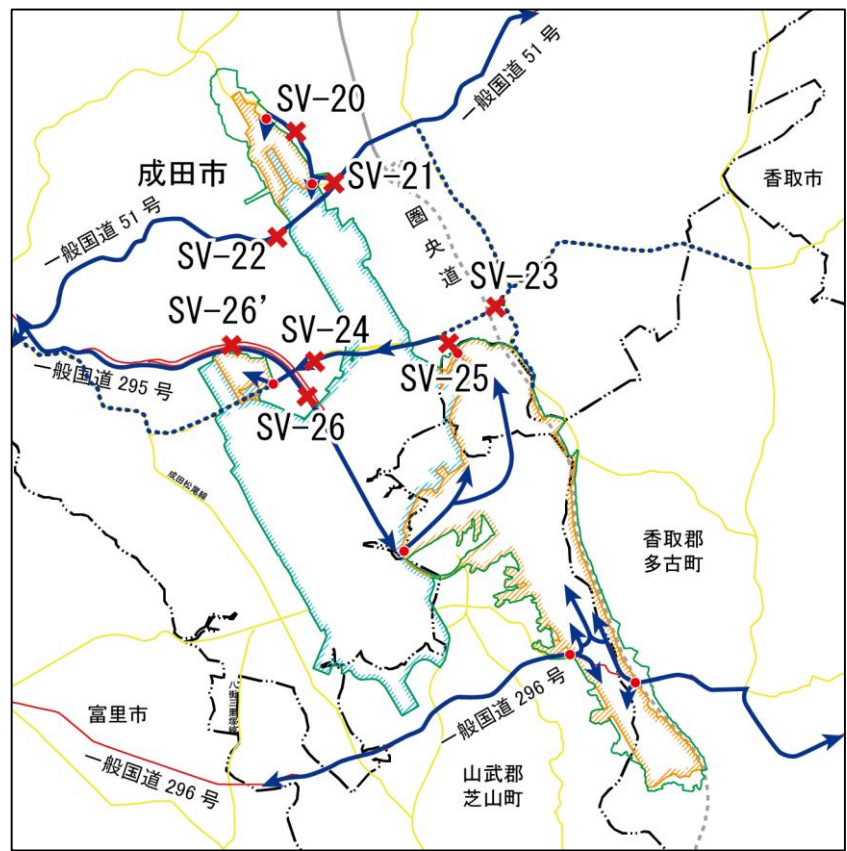 一般国道 51 号
SV-20
成田市
SV-21
香取市
一般国道 51 号
SV-22
圏央道
SV-23
SV-26’
SV-24
一般国道 295 号
SV-25
SV-26
成田松尾線
香取郡
多古町
富里市
一般国道 296 号
一般国道 296 号
山武郡
芝山町